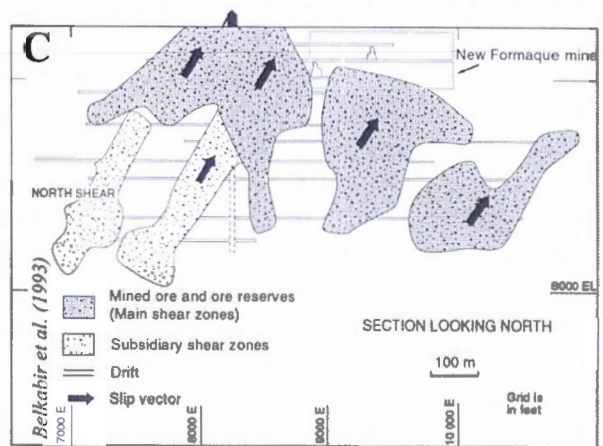 C
New Formaque mine
NORTH SHEAR
8000 EL
Mined ore and ore reserves
(Main shear zones)
Subsidiary shear zones
Drift
Slip vector
SECTION LOOKING NORTH
100 m
Grid is
in feet
Belkabir et al. (1993)
7000 E
8000 E
9000 E
10 000 E